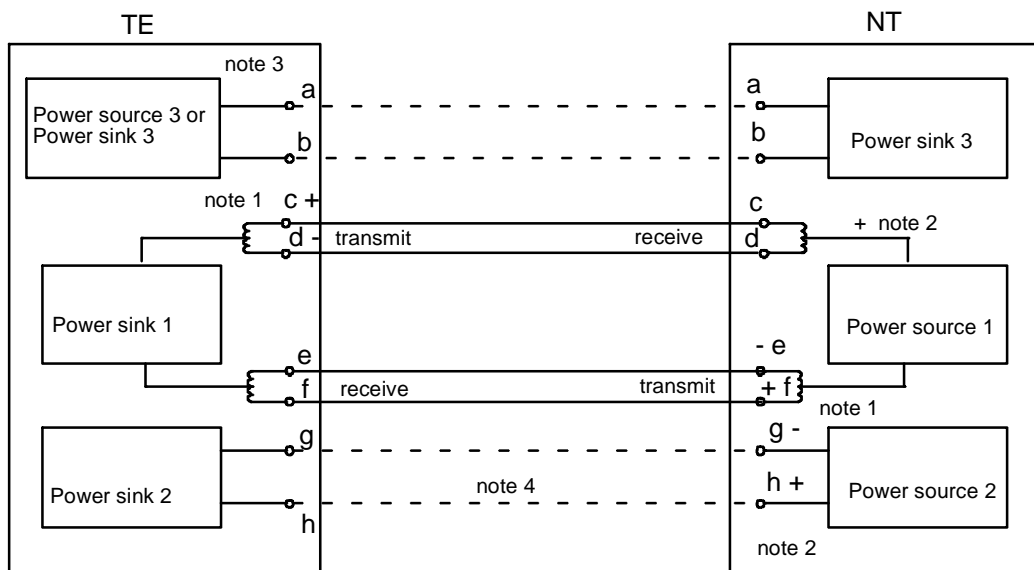 TE
NT
note 3
a
a
Power source 3 or
Power sink 3
b
b
Power sink 3
note 1
c +
c
d -
transmit
receive
d
+ note 2
Power sink 1
Power source 1
e
- e
f
receive
transmit
+ f
note 1
g
g -
Power sink 2
note 4
h +
Power source 2
h
note 2